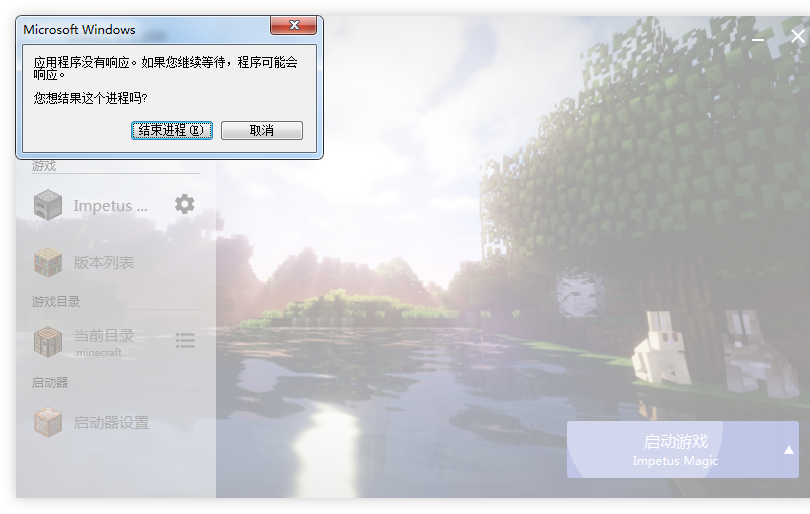 Microsoft Windows
应用程序没有响应。如果您继续等待，程序可能会
响应。
您想结果这个进程吗?
结束进程(E)
取消
游戏
Impetus ...
版本列表
游戏目录
当前目录
.minecraft
启动器
启动器设置
启动游戏
Impetus Magic